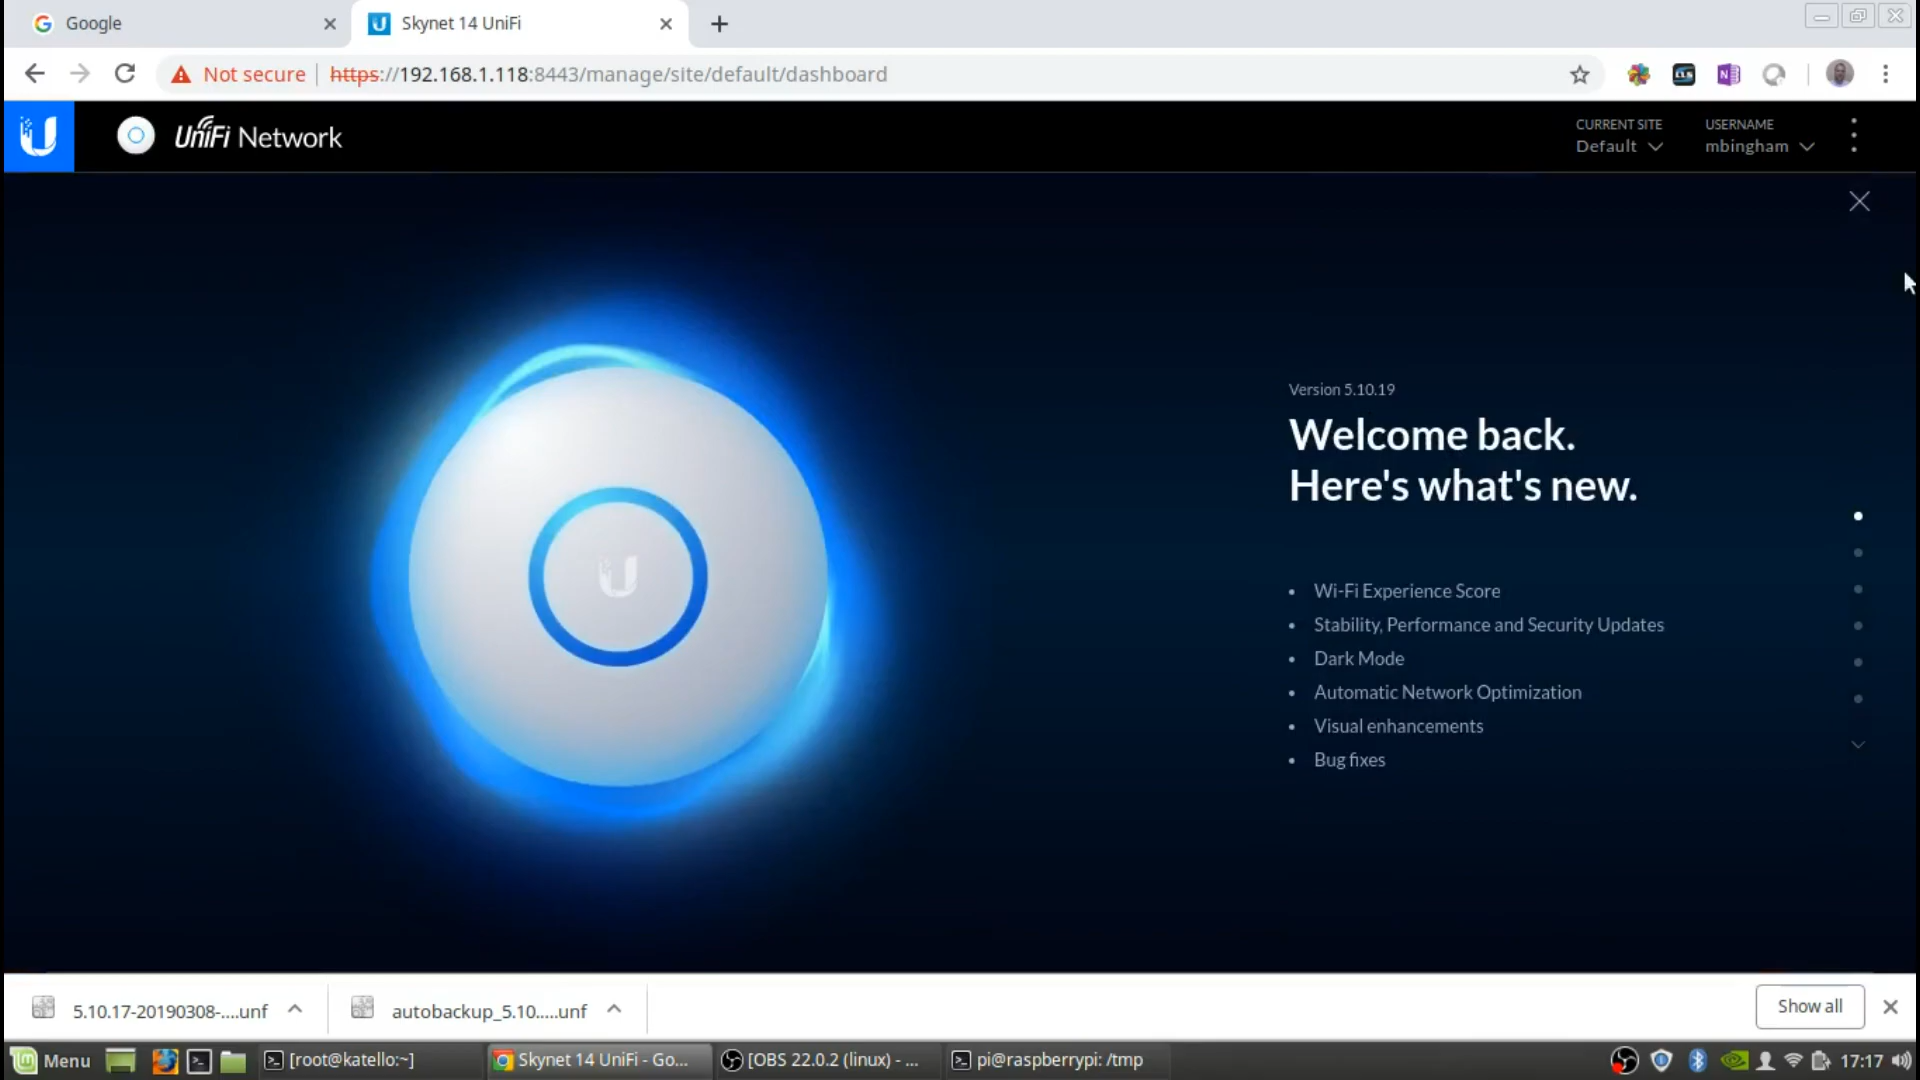 Google
Skynet 14 UniFi
Not secure
https://192.168.1.118:8443/manage/site/default/dashboard
CLS
N
UniFi Network
CURRENT SITE
Default
USERNAME
mbingham
Version 5.10.19
Welcome back.
Here's what's new.
• Wi-Fi Experience Score
• Stability, Performance and Security Updates
• Dark Mode
• Automatic Network Optimization
• Visual enhancements
• Bug fixes
5.10.17-20190308-....unf
autobackup_5.10.....unf
Show all
Menu
[root@katello:~]
Skynet 14 UniFi - Go...
[OBS 22.0.2 (linux) - ...
pi@raspberrypi: /tmp
17:17